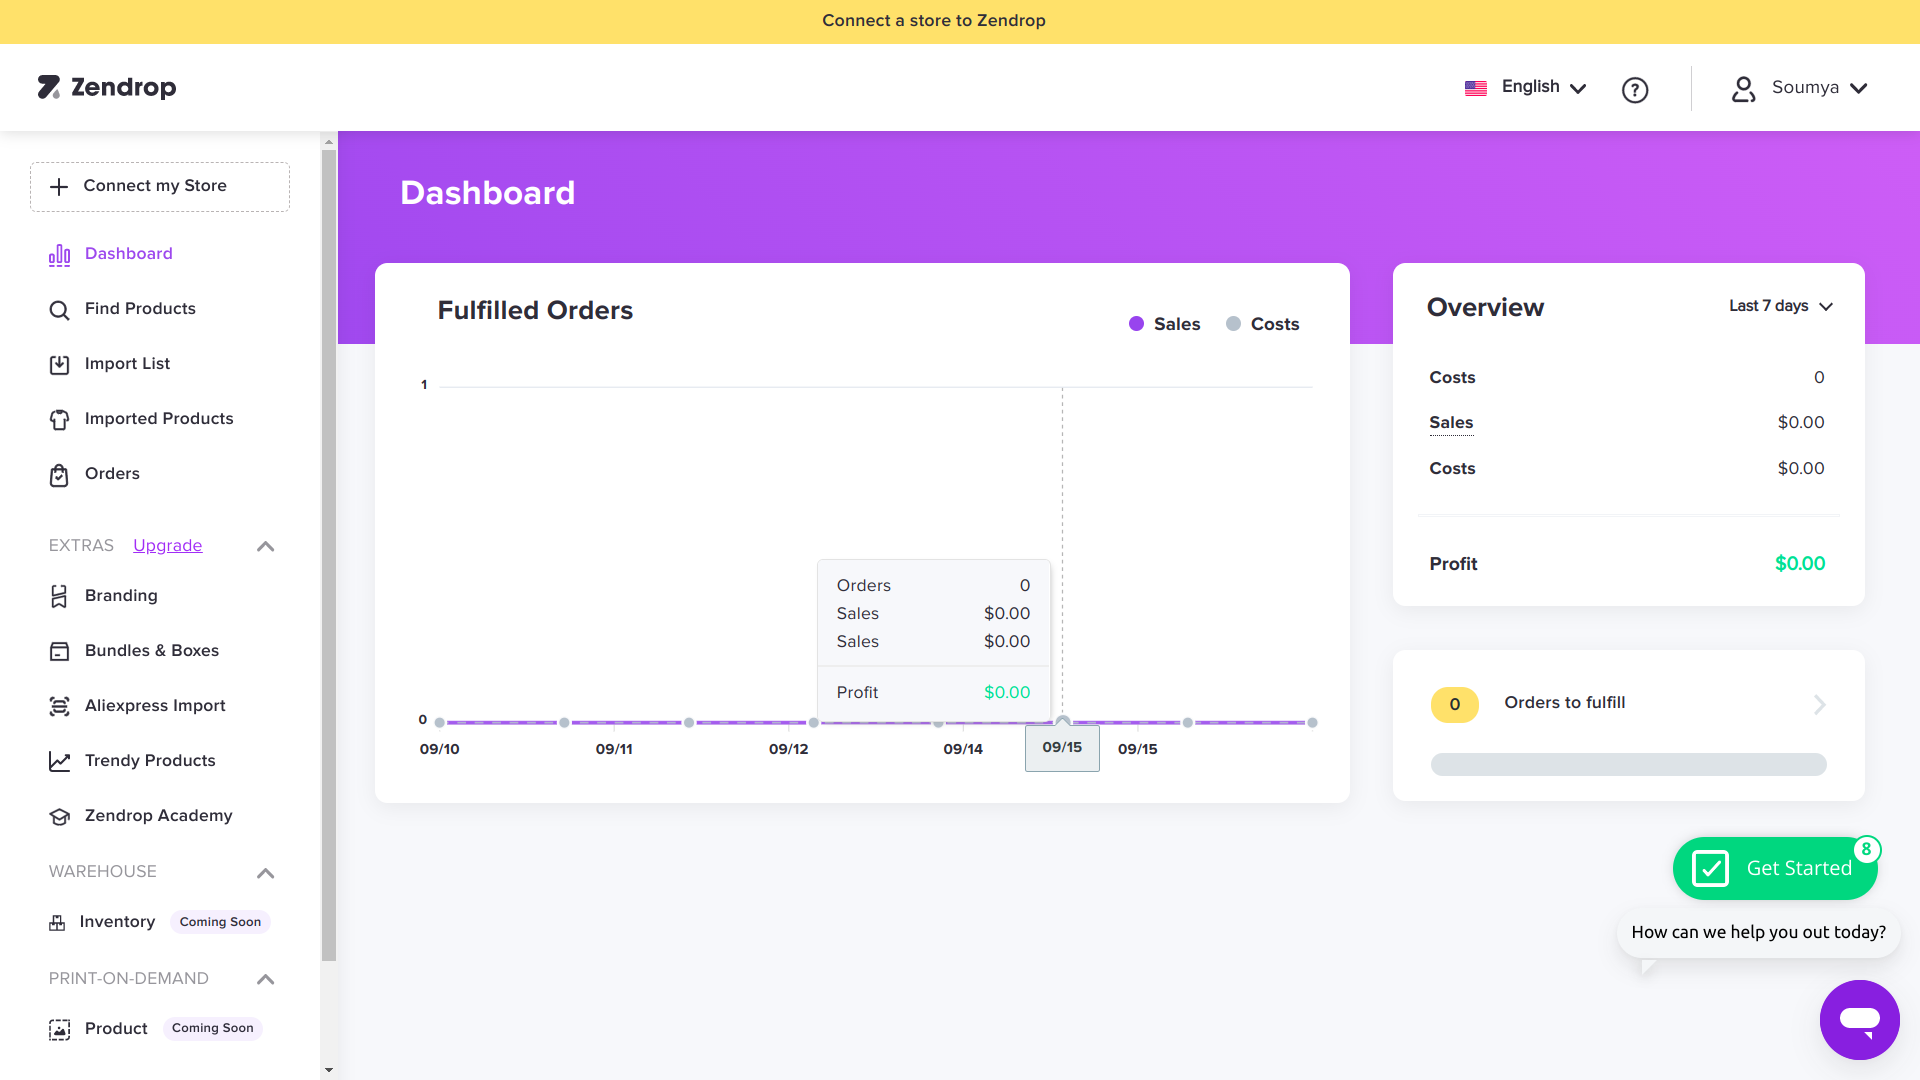 Connect a store to Zendrop
Zendrop
English
?
Soumya
Connect my Store
Dashboard
Find Products
Import List
Imported Products
Orders
EXTRAS Upgrade
Branding
Bundles & Boxes
Aliexpress Import
Trendy Products
Zendrop Academy
WAREHOUSE
Inventory Coming Soon
PRINT-ON-DEMAND
Product Coming Soon
Dashboard
Fulfilled Orders
Sales Costs
1
Orders 0
Sales $0.00
Sales $0.00
Profit $0.00
0
09/10 09/11 09/12 09/14 09/15 09/15
Overview
Last 7 days
Costs 0
Sales $0.00
Costs $0.00
Profit $0.00
0 Orders to fulfill
Get Started 8
How can we help you out today?